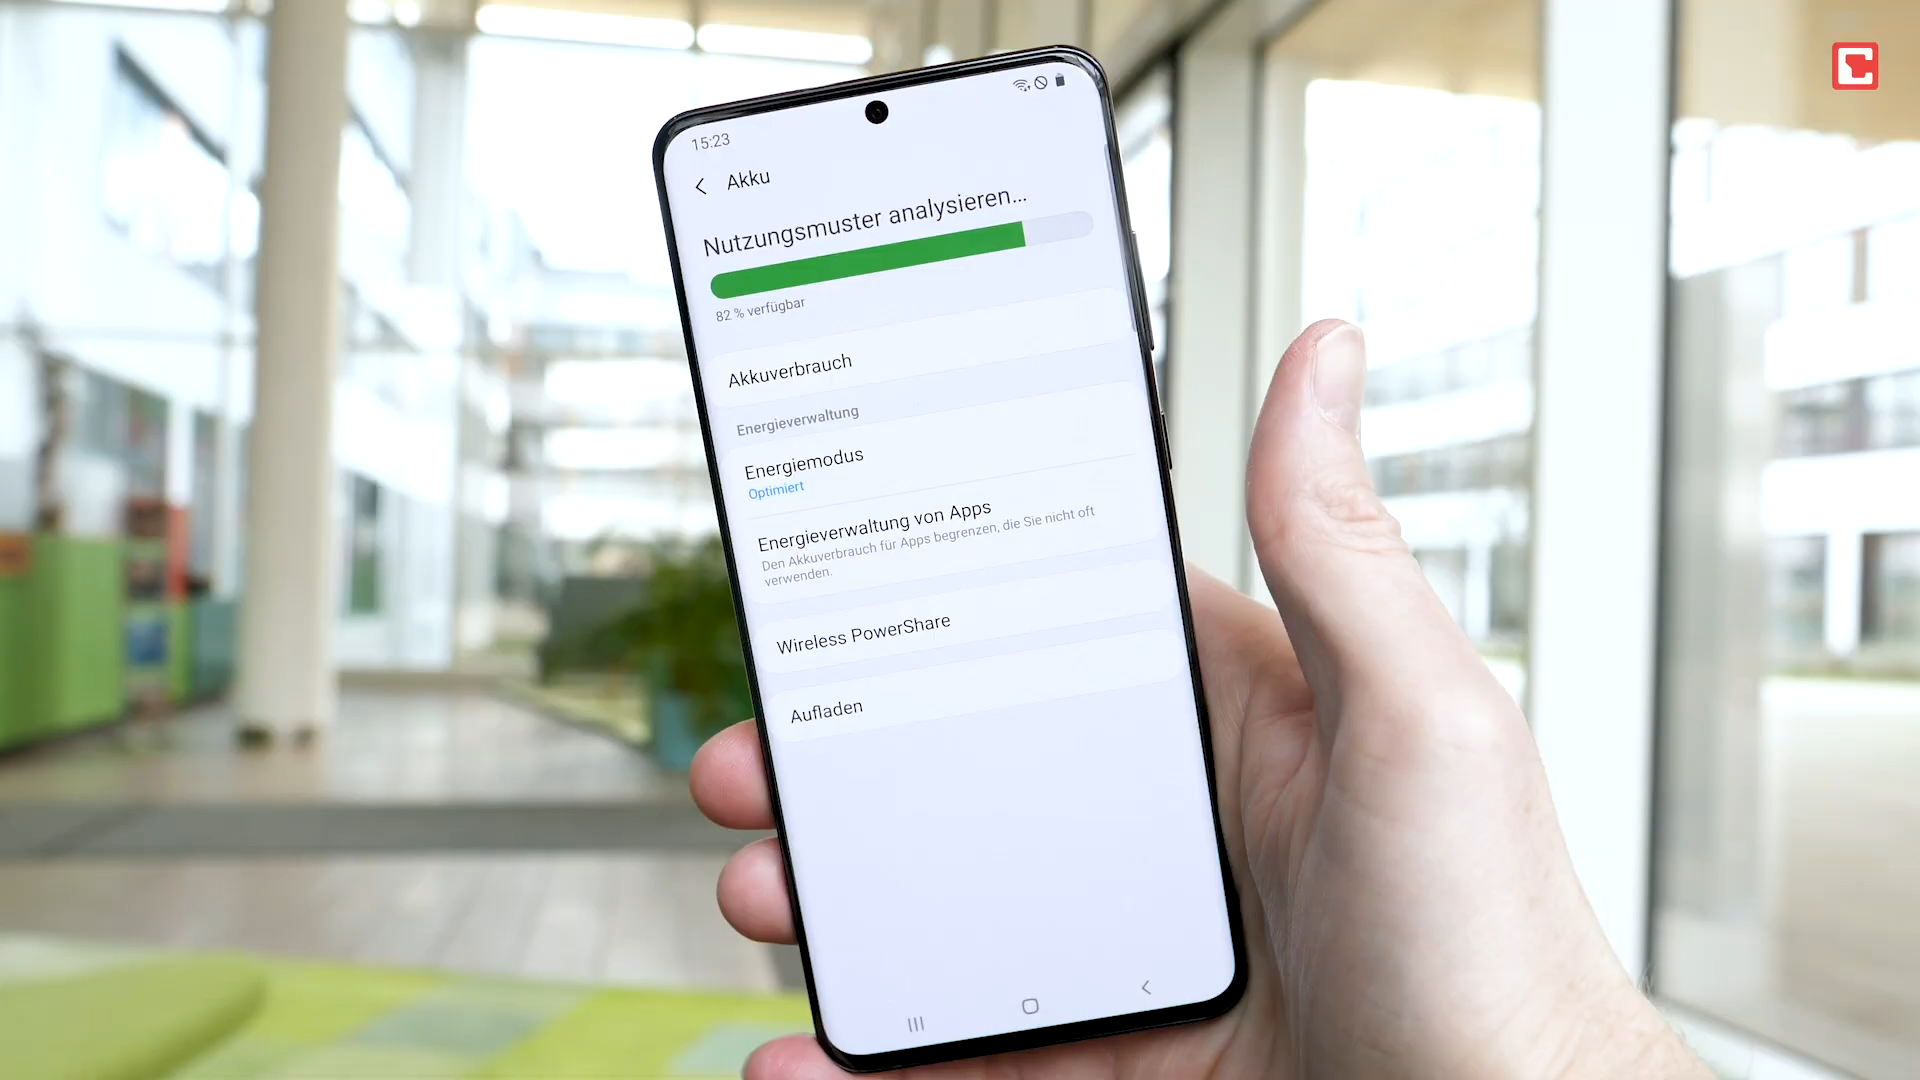 15:23
Akku
Nutzungsmuster analysieren...
82 % verfügbar
Akkuverbrauch
Energieverwaltung
Energiemodus
Optimiert
Energieverwaltung von Apps
Den Akkuverbrauch für Apps begrenzen, die Sie nicht oft
verwenden.
Wireless PowerShare
Aufladen